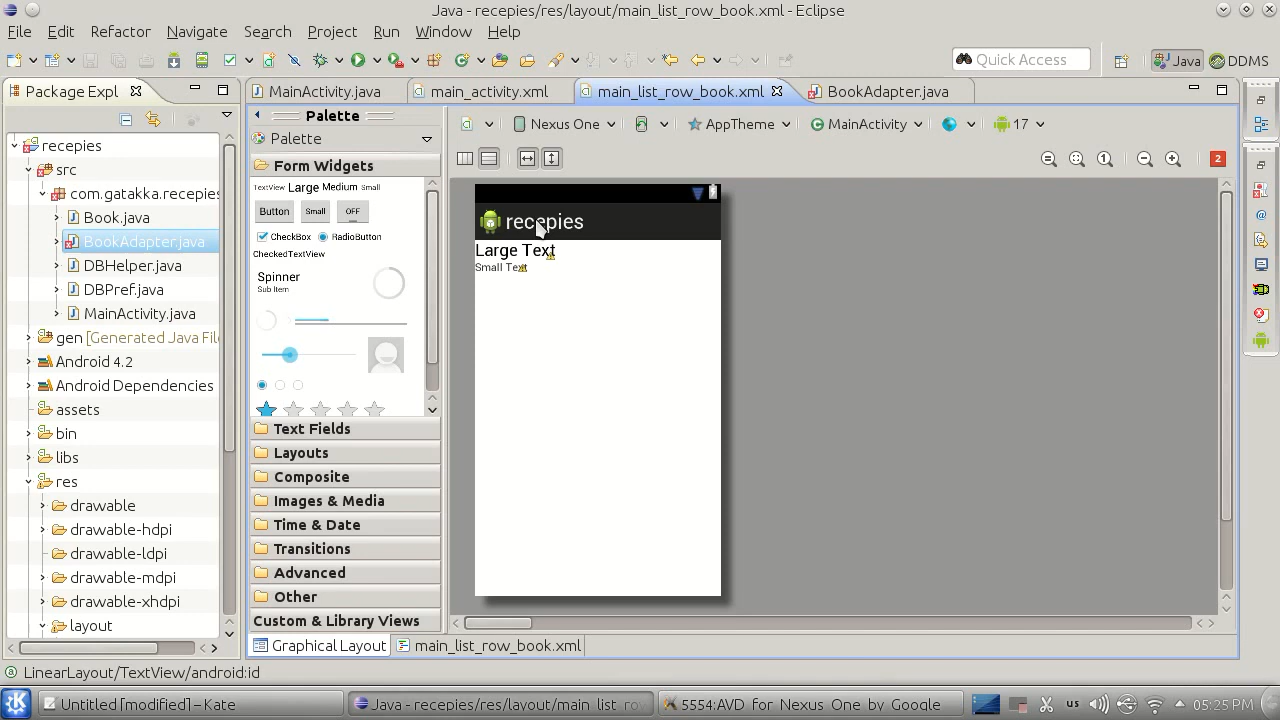 Java - recepies/res/layout/main_list_row_book.xml - Eclipse
File Edit Refactor Navigate Search Project Run Window Help
Quick Access
Java
DDMS
Package Expl
MainActivity.java
main_activity.xml
main_list_row_book.xml
BookAdapter.java
recepies
src
com.gatakka.recepies
Book.java
BookAdapter.java
DBHelper.java
DBPref.java
MainActivity.java
gen [Generated Java Fil
Android 4.2
Android Dependencies
assets
bin
libs
res
drawable
drawable-hdpi
drawable-ldpi
drawable-mdpi
drawable-xhdpi
layout
Palette
Palette
Form Widgets
TextView Large Medium Small
Button Small OFF
CheckBox RadioButton
CheckedTextView
Spinner
Sub Item
Text Fields
Layouts
Composite
Images & Media
Time & Date
Transitions
Advanced
Other
Custom & Library Views
Nexus One AppTheme MainActivity 17
1
2
recepies
Large Text
Small Text
Graphical Layout
main_list_row_book.xml
LinearLayout/TextView/android:id
Untitled [modified] – Kate
Java - recepies/res/layout/main_list_row
5554:AVD_for_Nexus_One_by_Google
us
05:25 PM